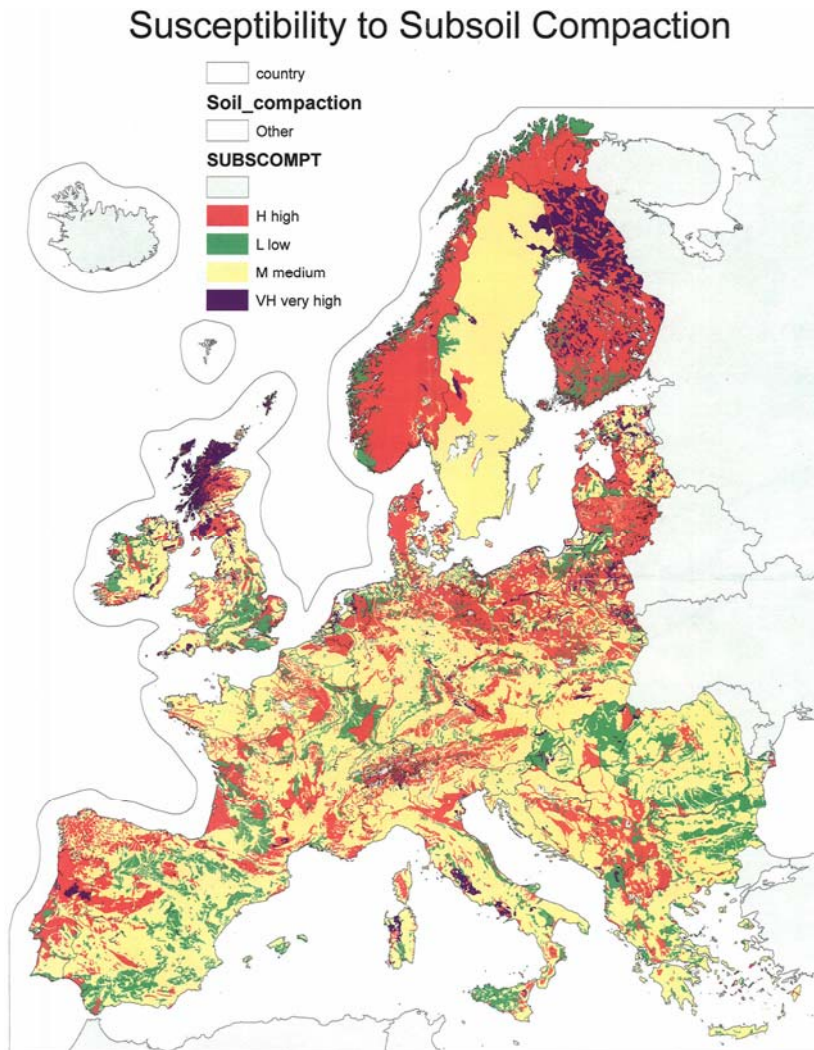 Susceptibility to Subsoil Compaction
country
Soil_compaction
Other
SUBSCOMPT
H high
L low
M medium
VH very high